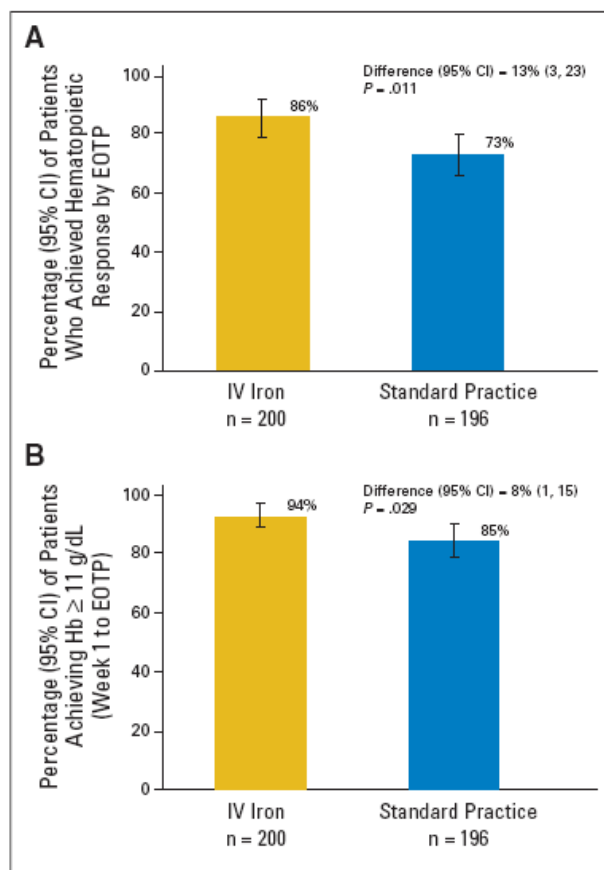 A
Percentage (95% CI) of Patients
Who Achieved Hematopoietic
Response by EOTP
100
80
60
40
20
0
Difference (95% CI) – 13% (3, 23)
P – .011
86%
73%
IV Iron
n = 200
Standard Practice
n = 196
B
Percentage (95% CI) of Patients
Achieving Hb ≥ 11 g/dL
(Week 1 to EOTP)
100
80
60
40
20
0
Difference (95% CI) – 8% (1, 15)
P – .029
94%
85%
IV Iron
n = 200
Standard Practice
n = 196